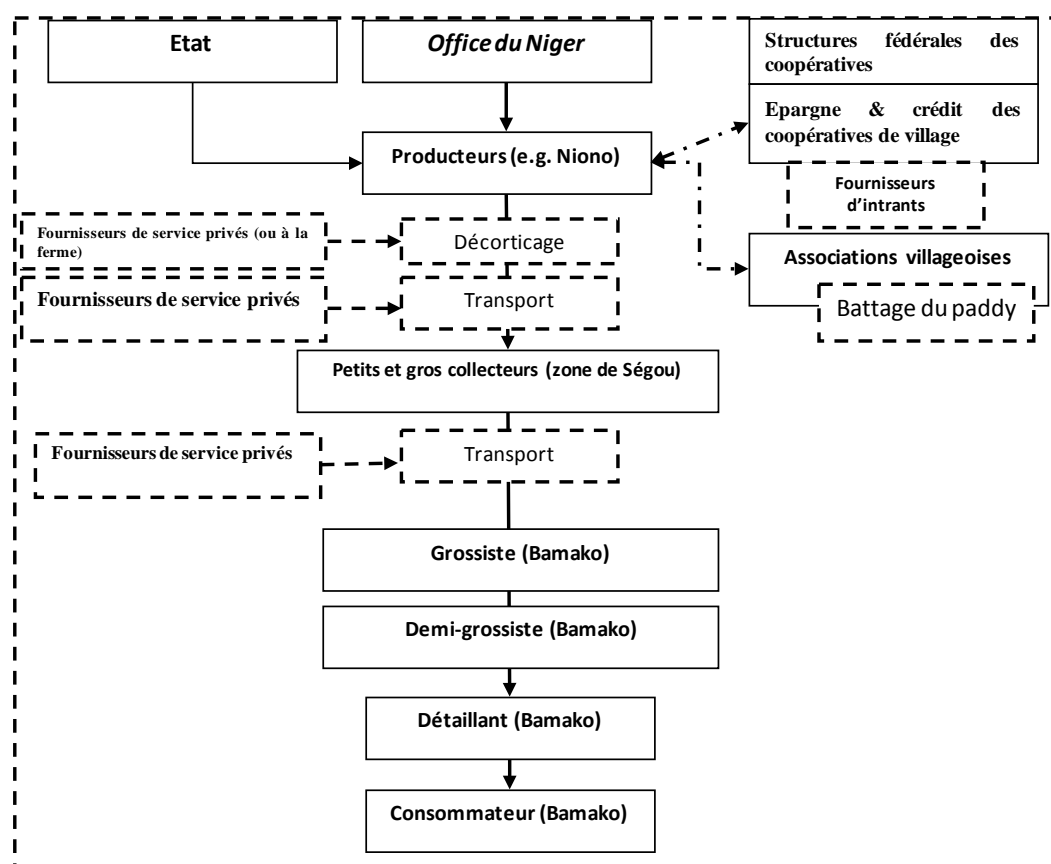 Etat
Office du Niger
Structures fédérales des
coopératives
Epargne & crédit des
coopératives de village
Producteurs (e.g. Niono)
Fournisseurs
d'intrants
Fournisseurs de service privés (ou à la
ferme)
Décorticage
Associations villageoises
Battage du paddy
Fournisseurs de service privés
Transport
Petits et gros collecteurs (zone de Ségou)
Fournisseurs de service privés
Transport
Grossiste (Bamako)
Demi-grossiste (Bamako)
Détaillant (Bamako)
Consommateur (Bamako)